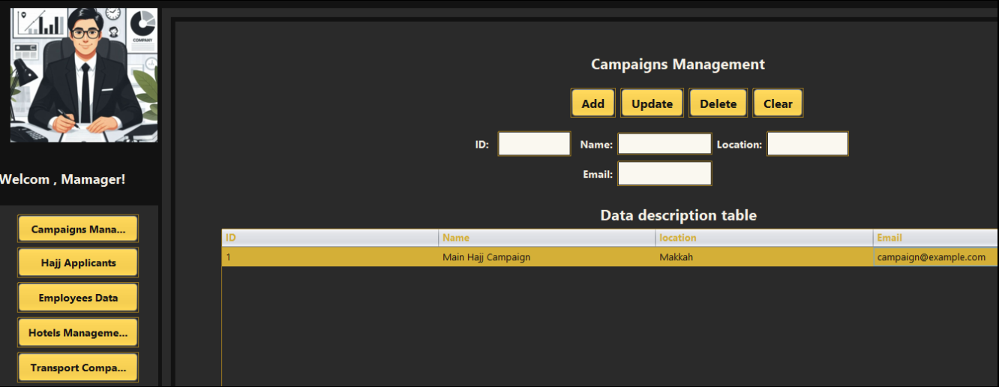 COMPANY
Welcom , Mamager!
Campaigns Mana...
Hajj Applicants
Employees Data
Hotels Manageme...
Transport Compa...
Campaigns Management
Add Update Delete Clear
ID: Name: Location:
Email:
Data description table
ID Name location Email
1 Main Hajj Campaign Makkah campaign@example.com